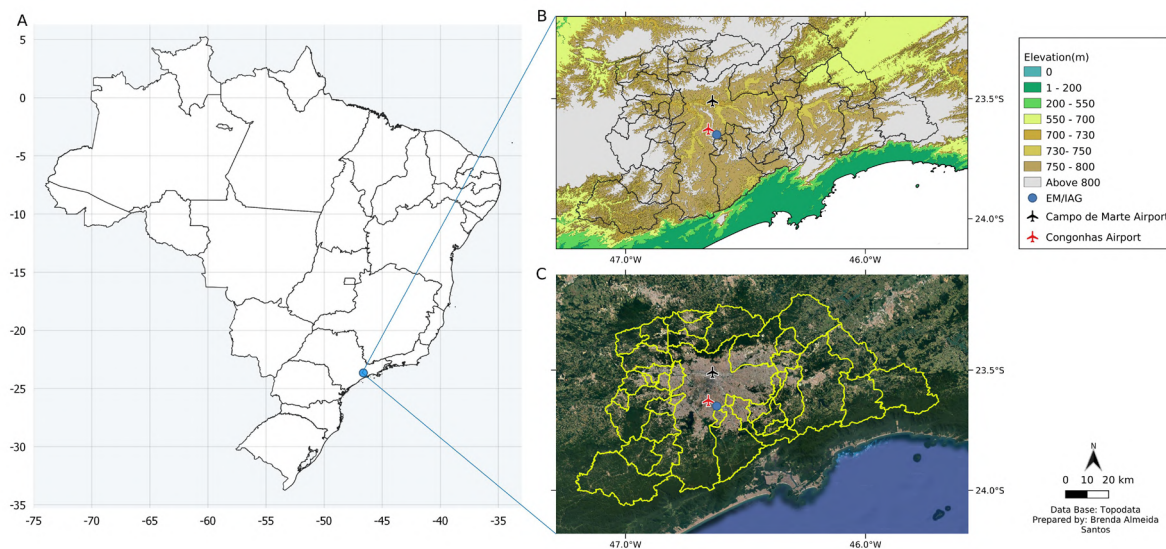 A
5
0
-5
-10
-15
-20
-25
-30
-35
-75
-70
-65
-60
-55
-50
-45
-40
-35
B
23.5°S
24.0°S
47.0°W
46.0°W
C
23.5°S
24.0°S
47.0°W
46.0°W
Elevation(m)
0
1 - 200
200 - 550
550 - 700
700 - 730
730- 750
750 - 800
Above 800
EM/IAG
Campo de Marte Airport
Congonhas Airport
N
0 10 20 km
Data Base: Topodata
Prepared by: Brenda Almeida
Santos